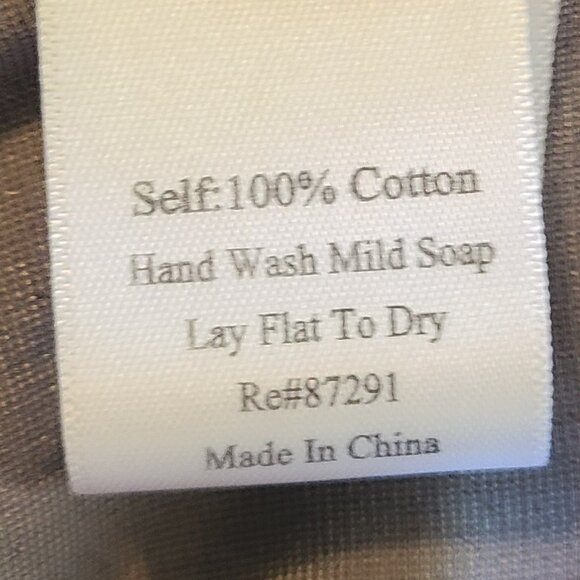 Self:100% Cotton
Hand Wash Mild Soap
Lay Flat To Dry
Re#87291
Made In China